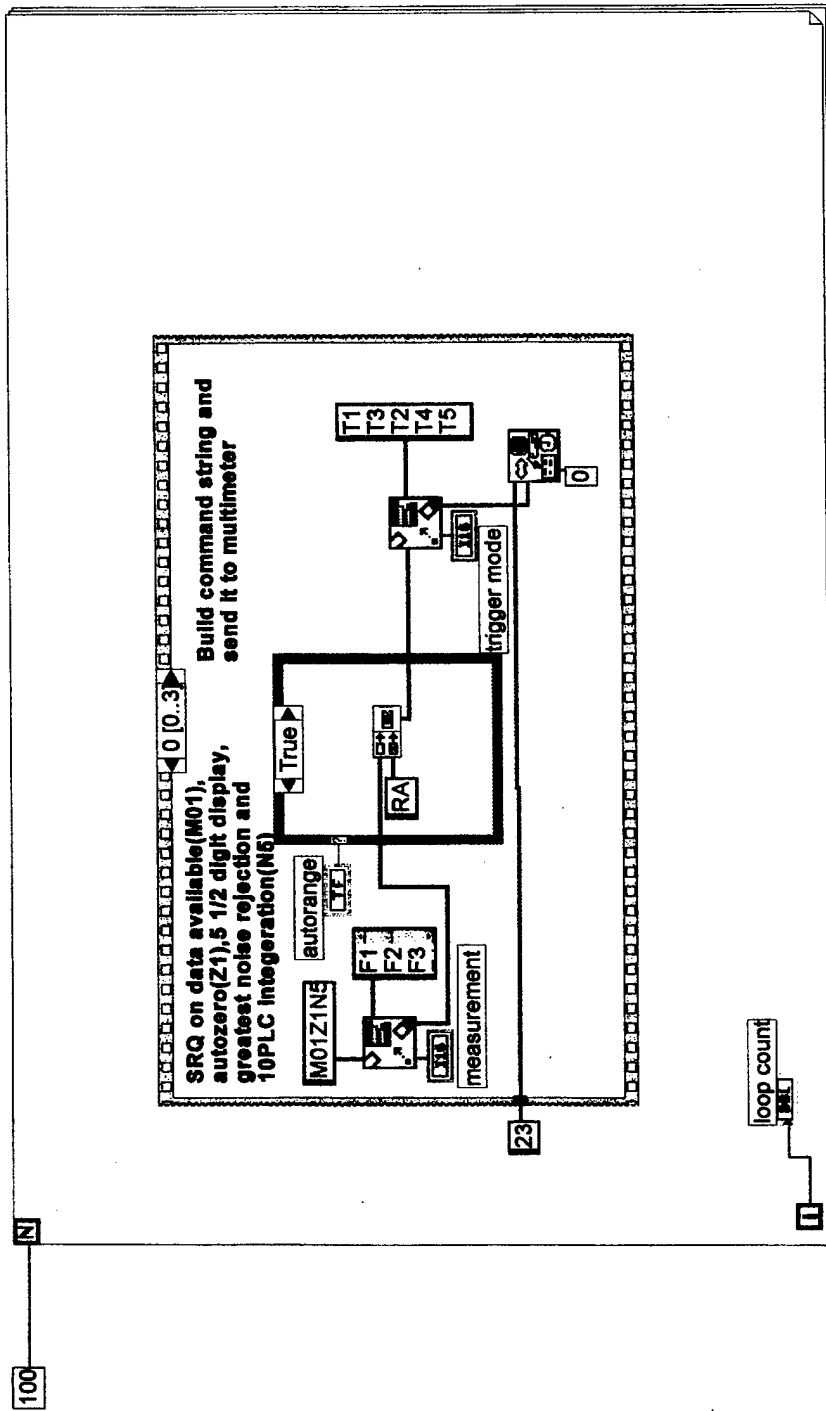 100
N
0 [0..3]
SRQ on data available(M01),
autozero(Z1),5 1/2 digit display,
greatest noise rejection and
10PLC integeration(N5)
Build command string and
send it to multimeter
True
autorange
TF
M01Z1N5
F1
F2
F3
RA
T1
T3
T2
T4
T5
measurement
trigger mode
23
0
loop count
DBL
i